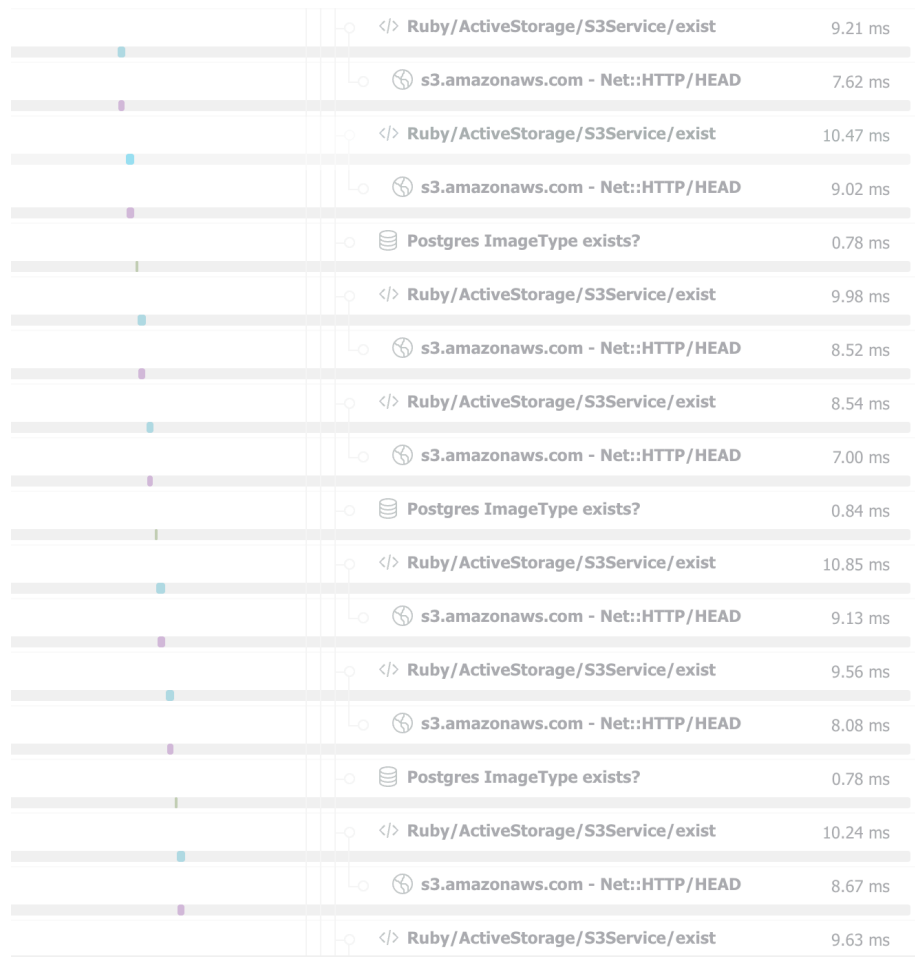 Ruby/ActiveStorage/S3Service/exist 9.21 ms
s3.amazonaws.com - Net::HTTP/HEAD 7.62 ms
Ruby/ActiveStorage/S3Service/exist 10.47 ms
s3.amazonaws.com - Net::HTTP/HEAD 9.02 ms
Postgres ImageType exists? 0.78 ms
Ruby/ActiveStorage/S3Service/exist 9.98 ms
s3.amazonaws.com - Net::HTTP/HEAD 8.52 ms
Ruby/ActiveStorage/S3Service/exist 8.54 ms
s3.amazonaws.com - Net::HTTP/HEAD 7.00 ms
Postgres ImageType exists? 0.84 ms
Ruby/ActiveStorage/S3Service/exist 10.85 ms
s3.amazonaws.com - Net::HTTP/HEAD 9.13 ms
Ruby/ActiveStorage/S3Service/exist 9.56 ms
s3.amazonaws.com - Net::HTTP/HEAD 8.08 ms
Postgres ImageType exists? 0.78 ms
Ruby/ActiveStorage/S3Service/exist 10.24 ms
s3.amazonaws.com - Net::HTTP/HEAD 8.67 ms
Ruby/ActiveStorage/S3Service/exist 9.63 ms